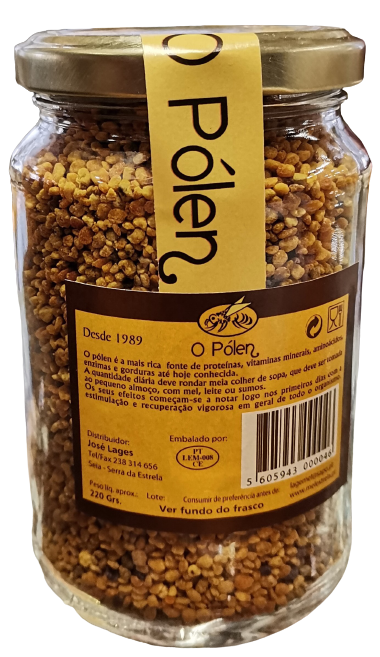 O Pólen
Desde 1989
O Pólen
O pólen é a mais rica fonte de proteínas, vitaminas minerais, aminoácidos,
enzimas e gorduras até hoje conhecida.
A quantidade diária deve rondar meia colher de sopa, que deve ser tomada
ao pequeno almoço, com mel, leite ou sumos.
Os seus efeitos começam-se a notar logo nos primeiros dias com a
estimulação e recuperação vigorosa em geral de todo o organismo.
Distribuidor:
José Lages
Tel/Fax 238 314 656
Seia - Serra da Estrela
Embalado por:
PT
LEM-008
CE
5 605943 000046
Peso liq. aprox.: Lote:
220 Grs.
Consumir de preferência antes de:
Ver fundo do frasco